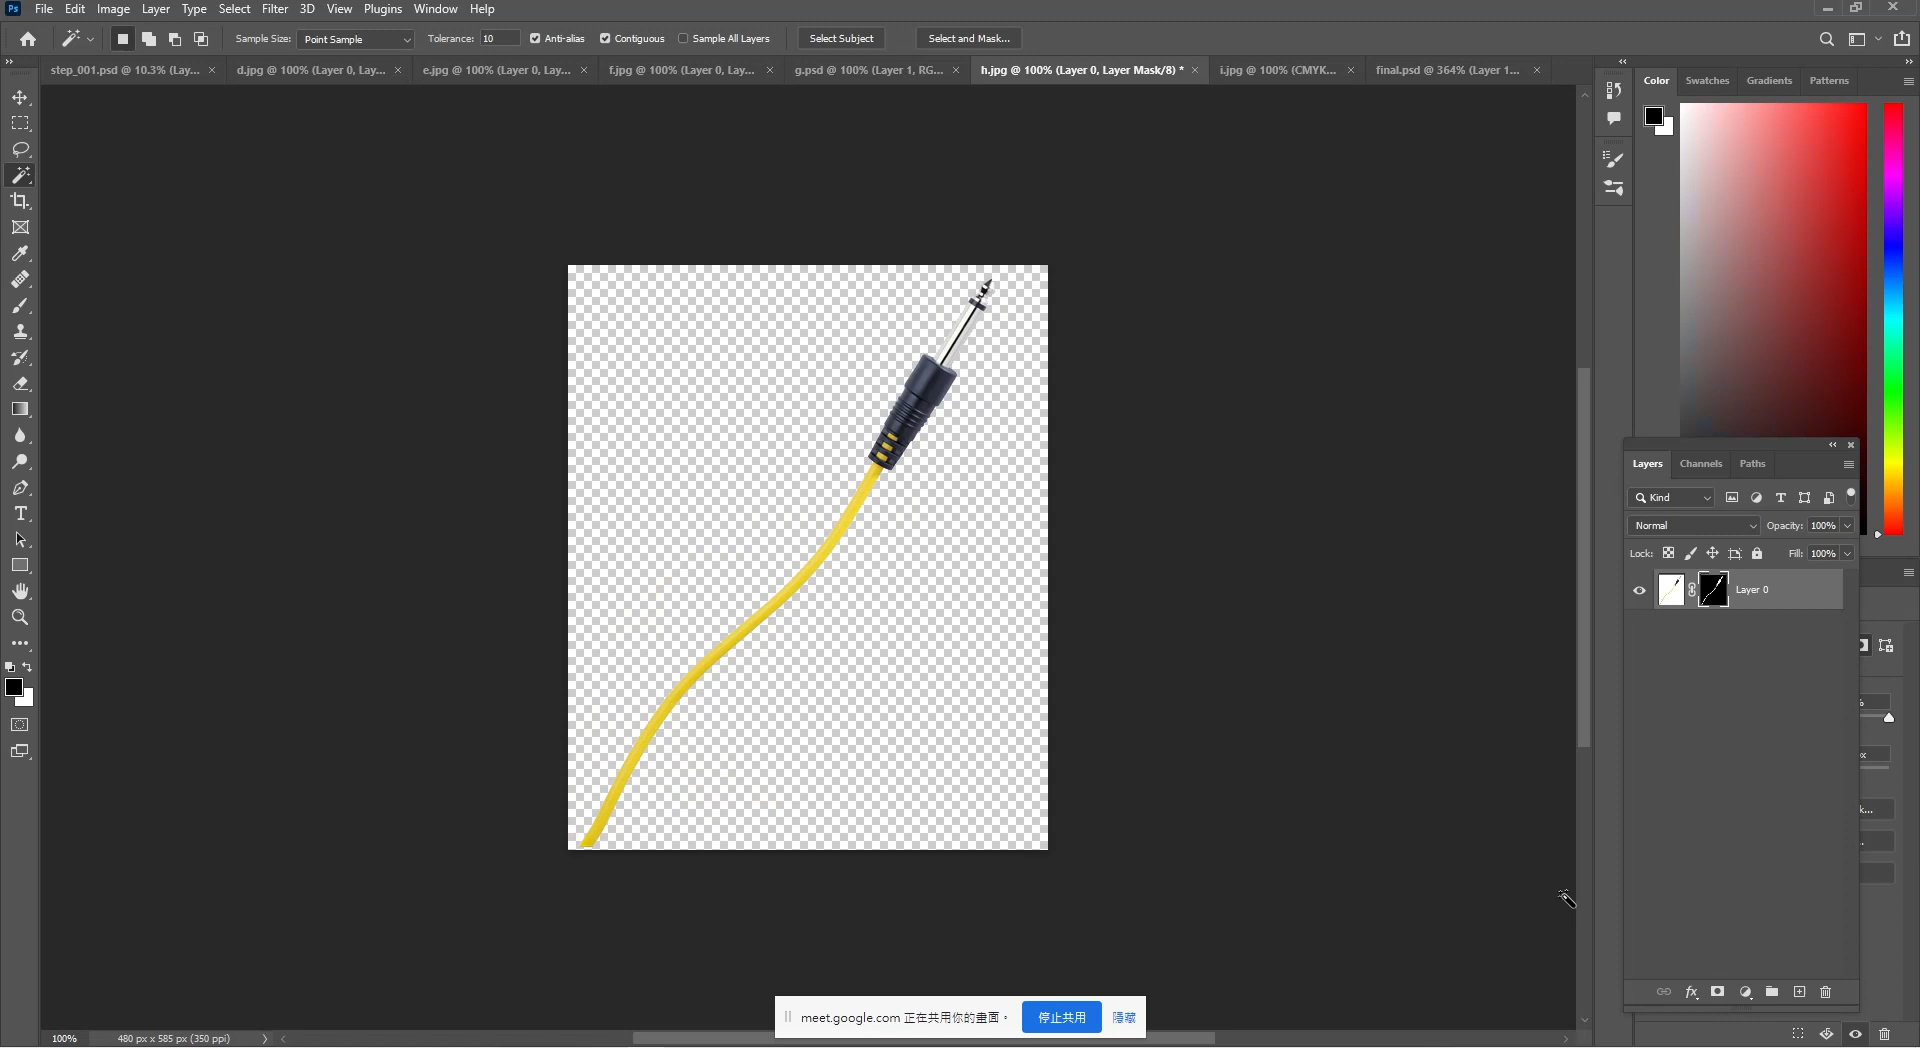 Ps File Edit Image Layer Type Select Filter 3D View Plugins Window Help
Sample Size: Point Sample Tolerance: 10 Anti-alias Contiguous Sample All Layers Select Subject Select and Mask...
step_001.psd @ 10.3% (Lay... d.jpg @ 100% (Layer 0, Lay... e.jpg @ 100% (Layer 0, Lay... f.jpg @ 100% (Layer 0, Lay... g.psd @ 100% (Layer 1, RG... h.jpg @ 100% (Layer 0, Layer Mask/8) * i.jpg @ 100% (CMYK... final.psd @ 364% (Layer 1...
Color Swatches Gradients Patterns
Layers Channels Paths
Kind
Normal Opacity: 100%
Lock: Fill: 100%
Layer 0
k...
meet.google.com 正在共用你的畫面。 停止共用 隱藏
100% 480 px x 585 px (350 ppi)